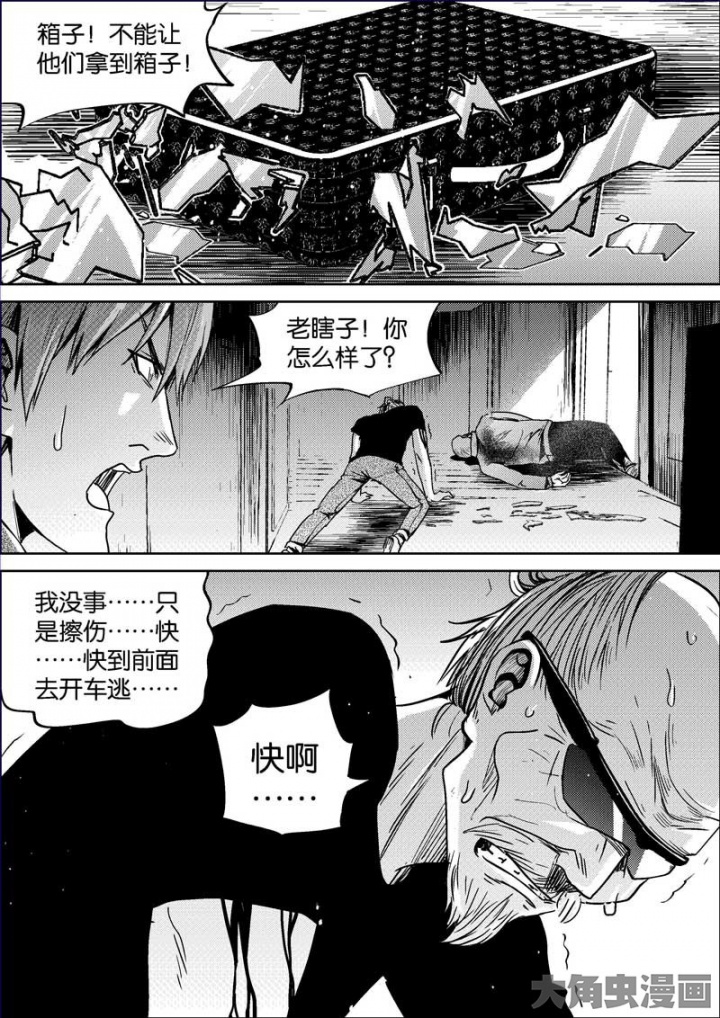 箱子！不能让
他们拿到箱子！
老瞎子！你
怎么样了？
我没事……只
是擦伤……快
……快到前面
去开车逃……
快啊
……
大角虫漫画